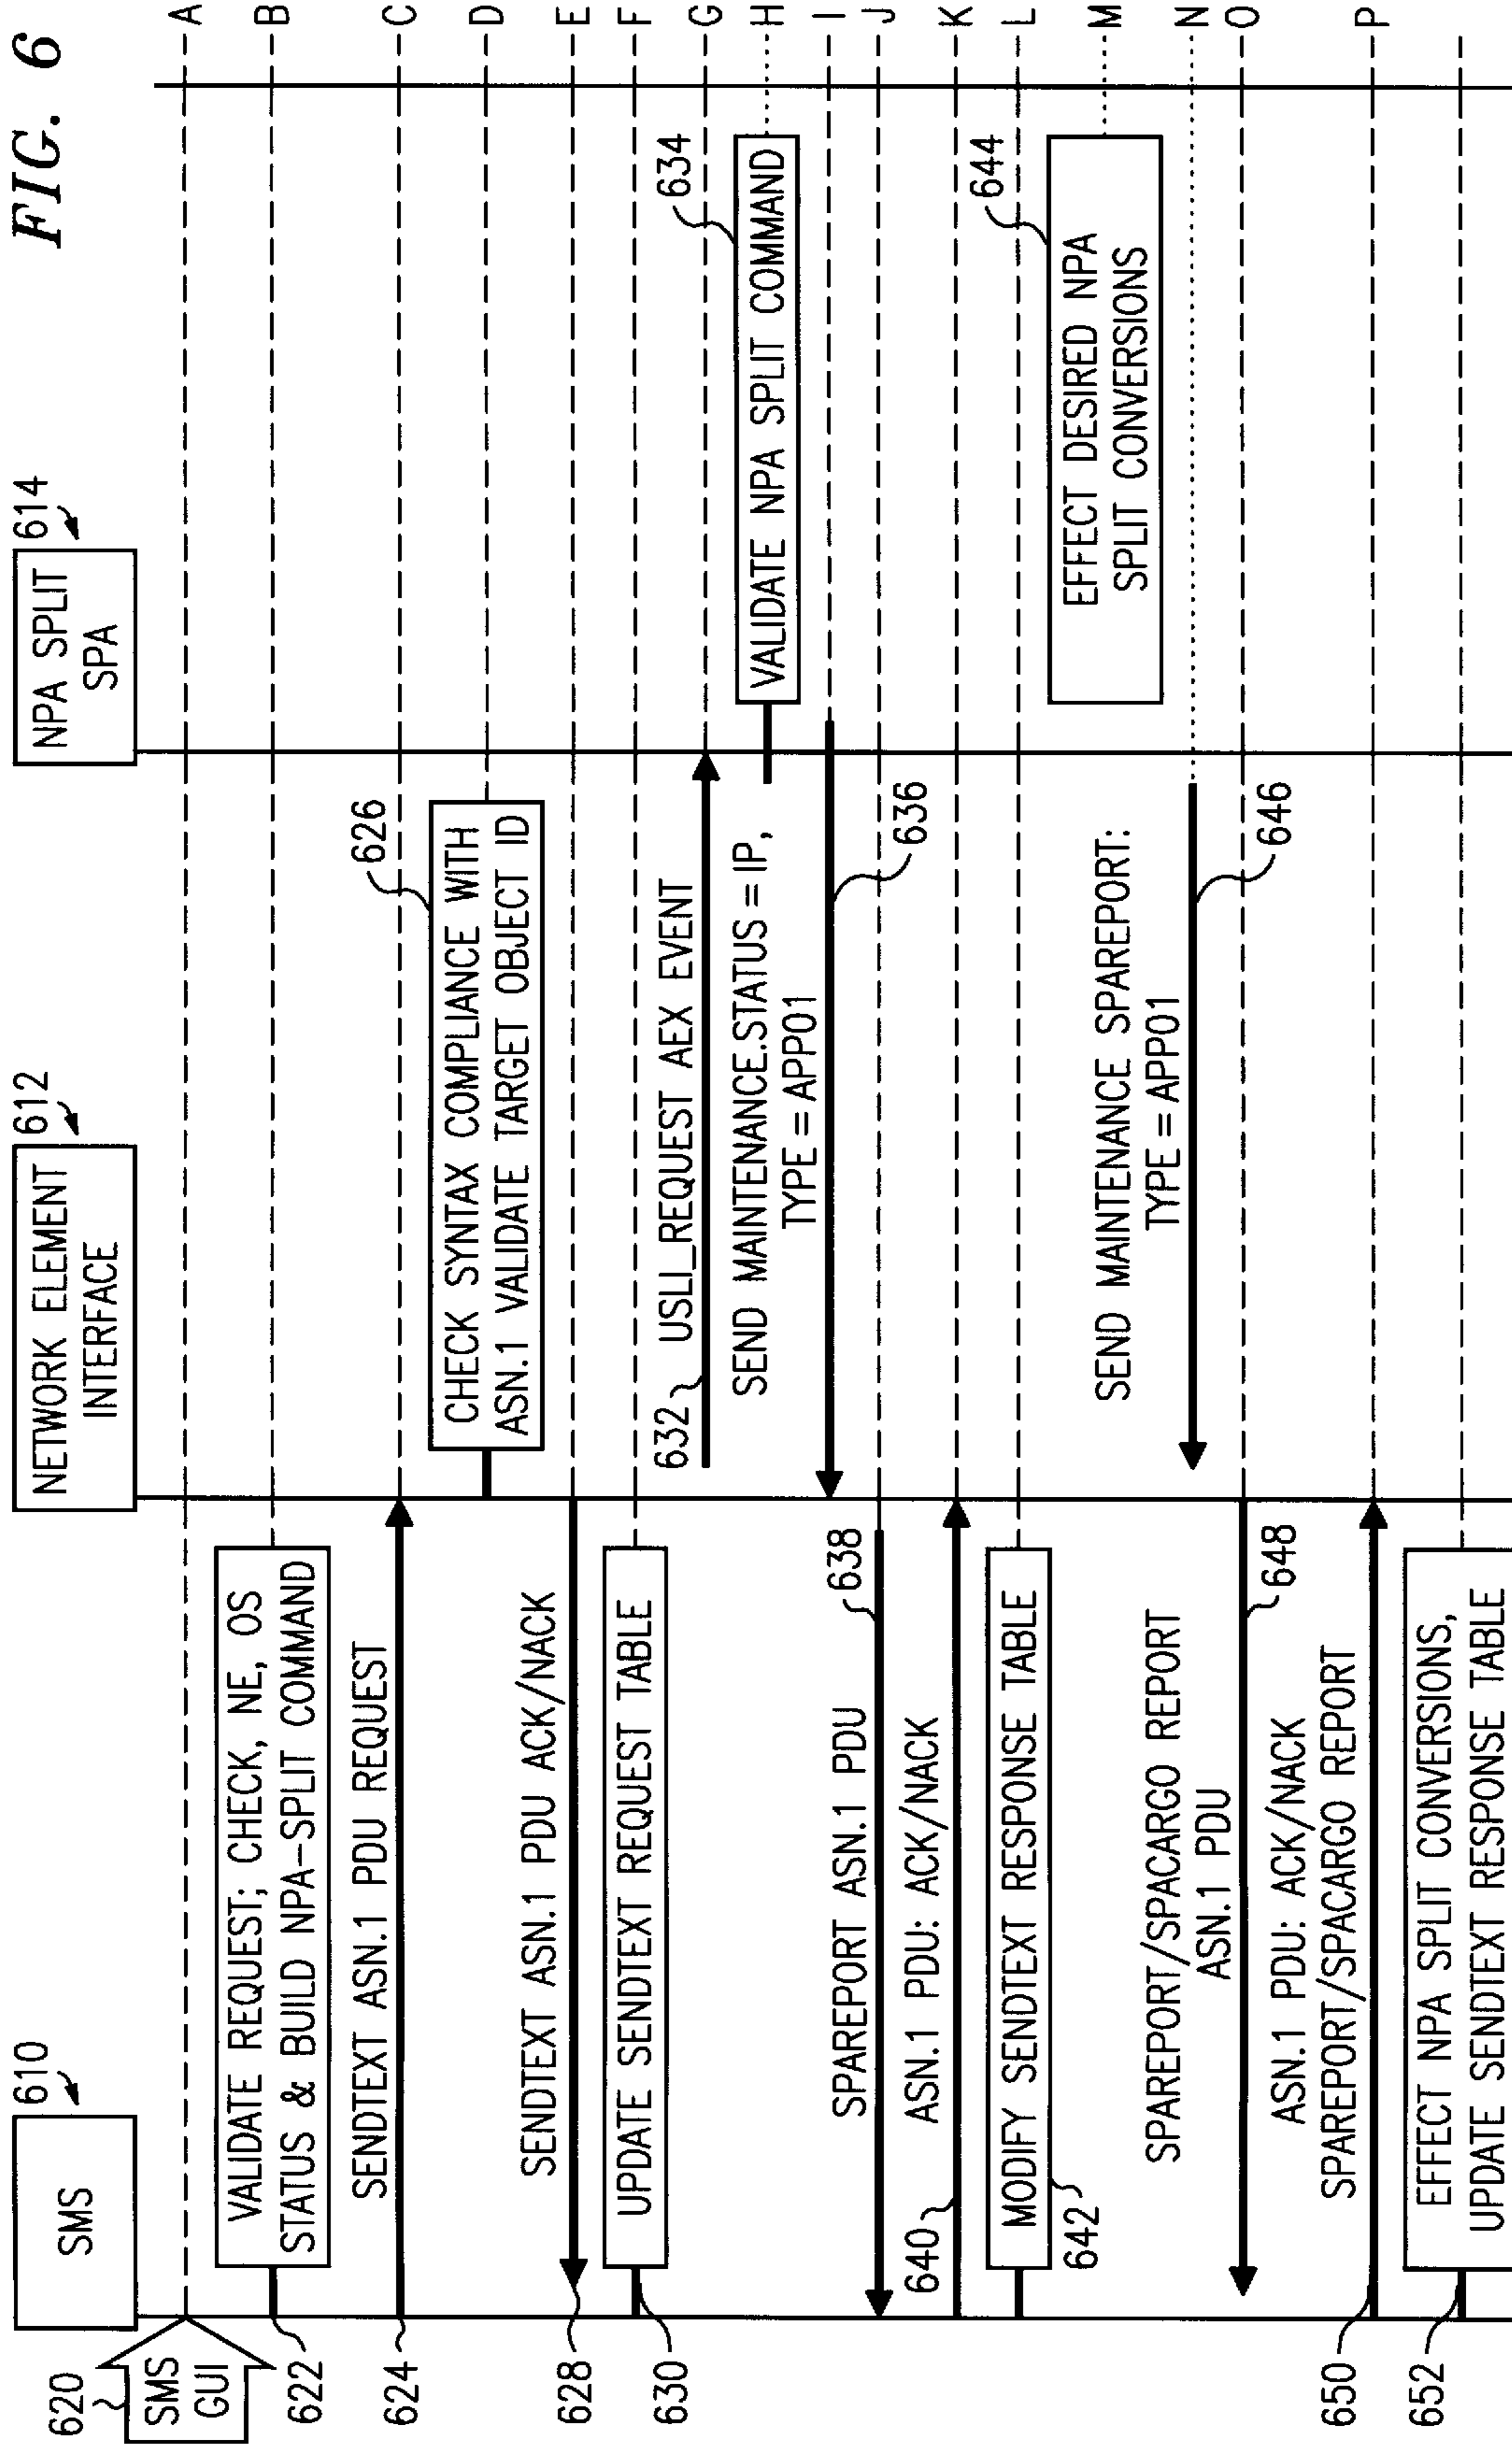 FIG. 6
SMS
610
NETWORK ELEMENT
INTERFACE
612
NPA SPLIT
SPA
614
620
SMS
GUI
A
VALIDATE REQUEST; CHECK, NE, OS
STATUS & BUILD NPA-SPLIT COMMAND
622
B
SENDTEXT ASN.1 PDU REQUEST
624
C
626
CHECK SYNTAX COMPLIANCE WITH
ASN.1 VALIDATE TARGET OBJECT ID
D
SENDTEXT ASN.1 PDU ACK/NACK
628
E
UPDATE SENDTEXT REQUEST TABLE
630
F
632
USLI_REQUEST AEX EVENT
G
634
VALIDATE NPA SPLIT COMMAND
H
SEND MAINTENANCE.STATUS = IP,
TYPE = APP01
636
I
SPAREPORT ASN.1 PDU
638
J
640
ASN.1 PDU: ACK/NACK
K
MODIFY SENDTEXT RESPONSE TABLE
642
L
644
EFFECT DESIRED NPA
SPLIT CONVERSIONS
M
SEND MAINTENANCE SPAREPORT:
TYPE = APP01
646
N
SPAREPORT/SPACARGO REPORT
ASN.1 PDU
648
O
ASN.1 PDU: ACK/NACK
SPAREPORT/SPACARGO REPORT
650
P
EFFECT NPA SPLIT CONVERSIONS,
UPDATE SENDTEXT RESPONSE TABLE
652